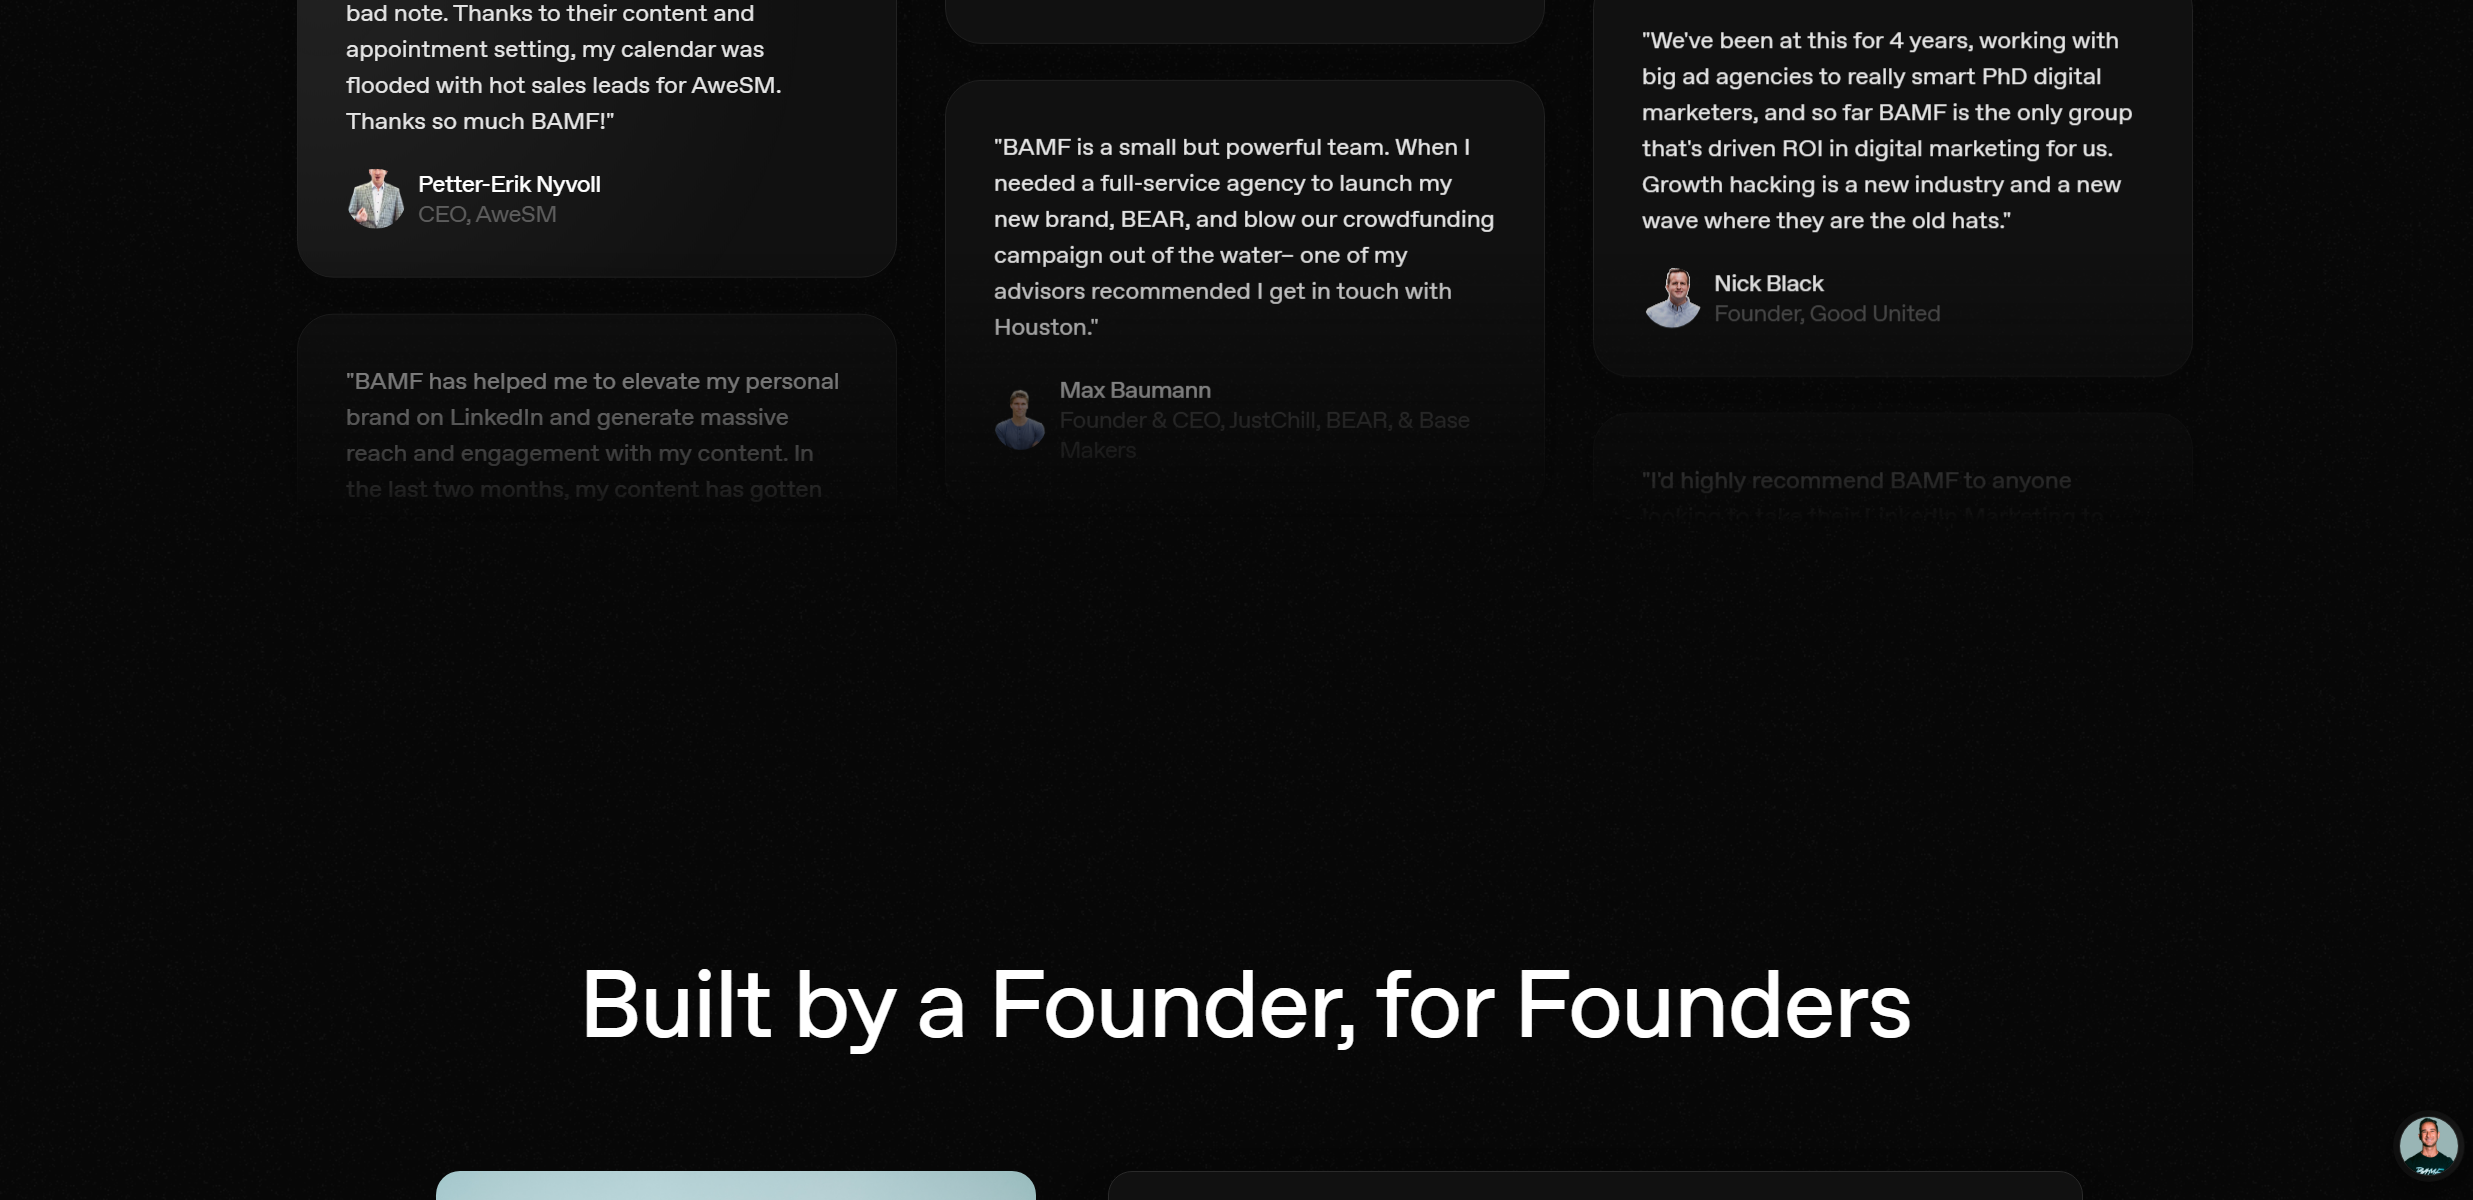 bad note. Thanks to their content and
appointment setting, my calendar was
flooded with hot sales leads for AweSM.
Thanks so much BAMF!"
Petter-Erik Nyvoll
CEO, AweSM
"BAMF has helped me to elevate my personal
brand on LinkedIn and generate massive
reach and engagement with my content. In
the last two months, my content has gotten
"BAMF is a small but powerful team. When I
needed a full-service agency to launch my
new brand, BEAR, and blow our crowdfunding
campaign out of the water– one of my
advisors recommended I get in touch with
Houston."
Max Baumann
Founder & CEO, JustChill, BEAR, & Base
Makers
"We've been at this for 4 years, working with
big ad agencies to really smart PhD digital
marketers, and so far BAMF is the only group
that's driven ROI in digital marketing for us.
Growth hacking is a new industry and a new
wave where they are the old hats."
Nick Black
Founder, Good United
"I'd highly recommend BAMF to anyone
looking to take their LinkedIn Marketing to
Built by a Founder, for Founders
BAMF